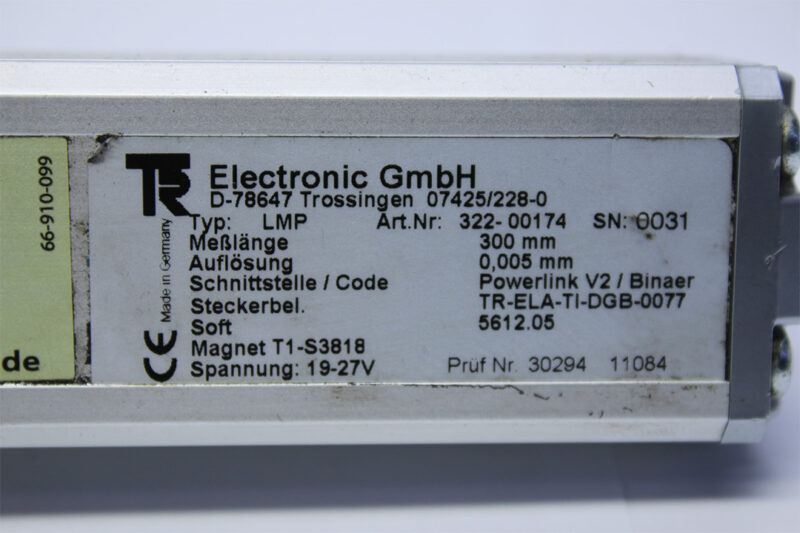 66-910-099
de
TR Electronic GmbH
D-78647 Trossingen 07425/228-0
Typ: LMP Art.Nr: 322- 00174 SN: 0031
Meßlänge 300 mm
Auflösung 0,005 mm
Schnittstelle / Code Powerlink V2 / Binaer
Steckerbel. TR-ELA-TI-DGB-0077
Soft 5612.05
Magnet T1-S3818
Spannung: 19-27V Prüf Nr. 30294 11084
Made in Germany
CE